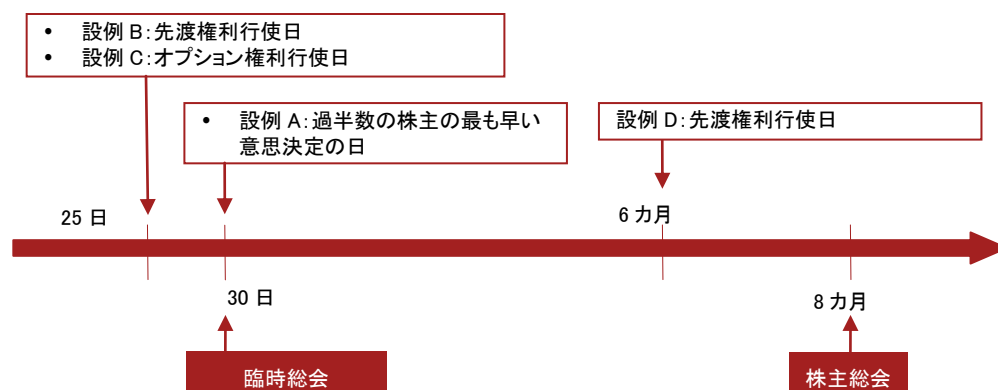 • 設例 B:先渡権利行使日
• 設例 C:オプション権利行使日
• 設例 A:過半数の株主の最も早い
意思決定の日
設例 D:先渡権利行使日
25 日
6 カ月
30 日
8 カ月
臨時総会
株主総会